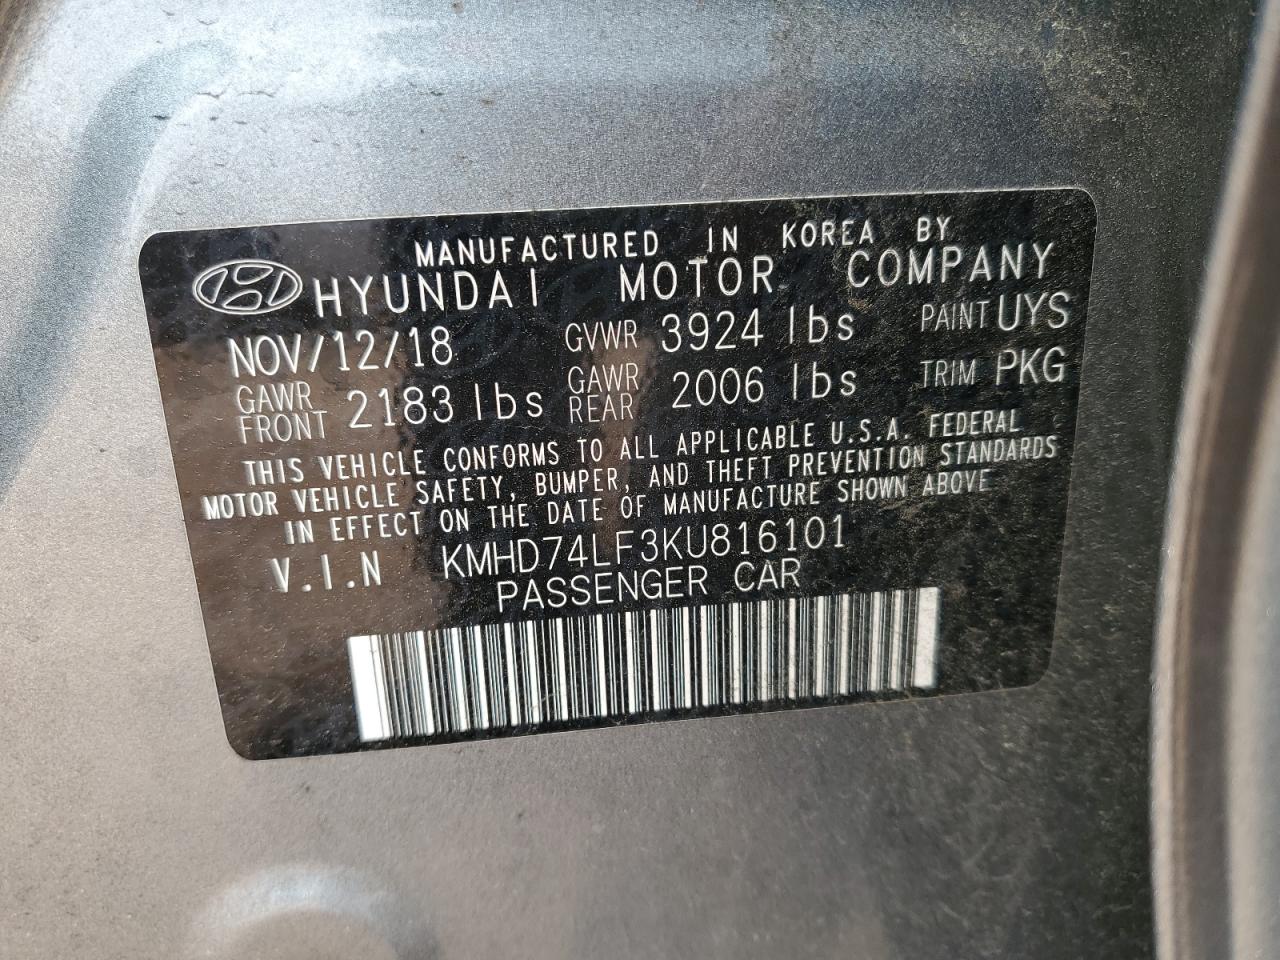 MANUFACTURED IN KOREA BY
HYUNDAI MOTOR COMPANY
NOV/12/18 GVWR 3924 lbs PAINT UYS
GAWR FRONT 2183 lbs GAWR REAR 2006 lbs TRIM PKG
THIS VEHICLE CONFORMS TO ALL APPLICABLE U.S.A. FEDERAL
MOTOR VEHICLE SAFETY, BUMPER, AND THEFT PREVENTION STANDARDS
IN EFFECT ON THE DATE OF MANUFACTURE SHOWN ABOVE
V.I.N KMHD74LF3KU816101
PASSENGER CAR